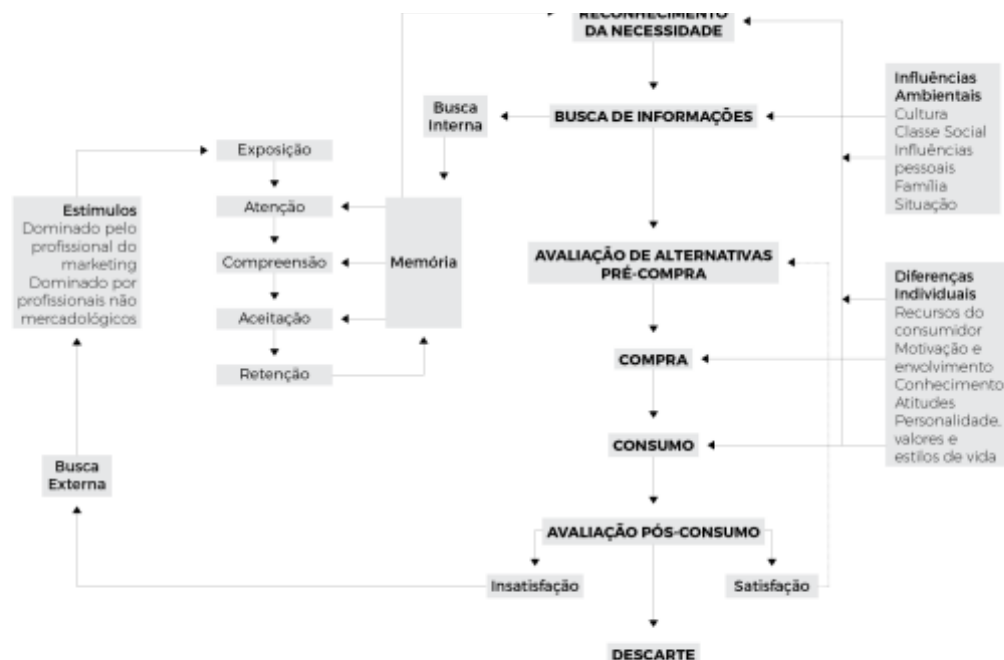 RECONHECIMENTO
DA NECESSIDADE
Busca
Interna
BUSCA DE INFORMAÇÕES
Influências
Ambientais
Cultura
Classe Social
Influências
pessoais
Família
Situação
Exposição
Atenção
Compreensão
Aceitação
Retenção
Memória
Estímulos
Dominado pelo
profissional do
marketing
Dominado por
profissionais não
mercadológicos
AVALIAÇÃO DE ALTERNATIVAS
PRÉ-COMPRA
Diferenças
Individuais
Recursos do
consumidor
Motivação e
envolvimento
Conhecimento
Atitudes
Personalidade,
valores e
estilos de vida
COMPRA
CONSUMO
Busca
Externa
AVALIAÇÃO PÓS-CONSUMO
Insatisfação
Satisfação
DESCARTE